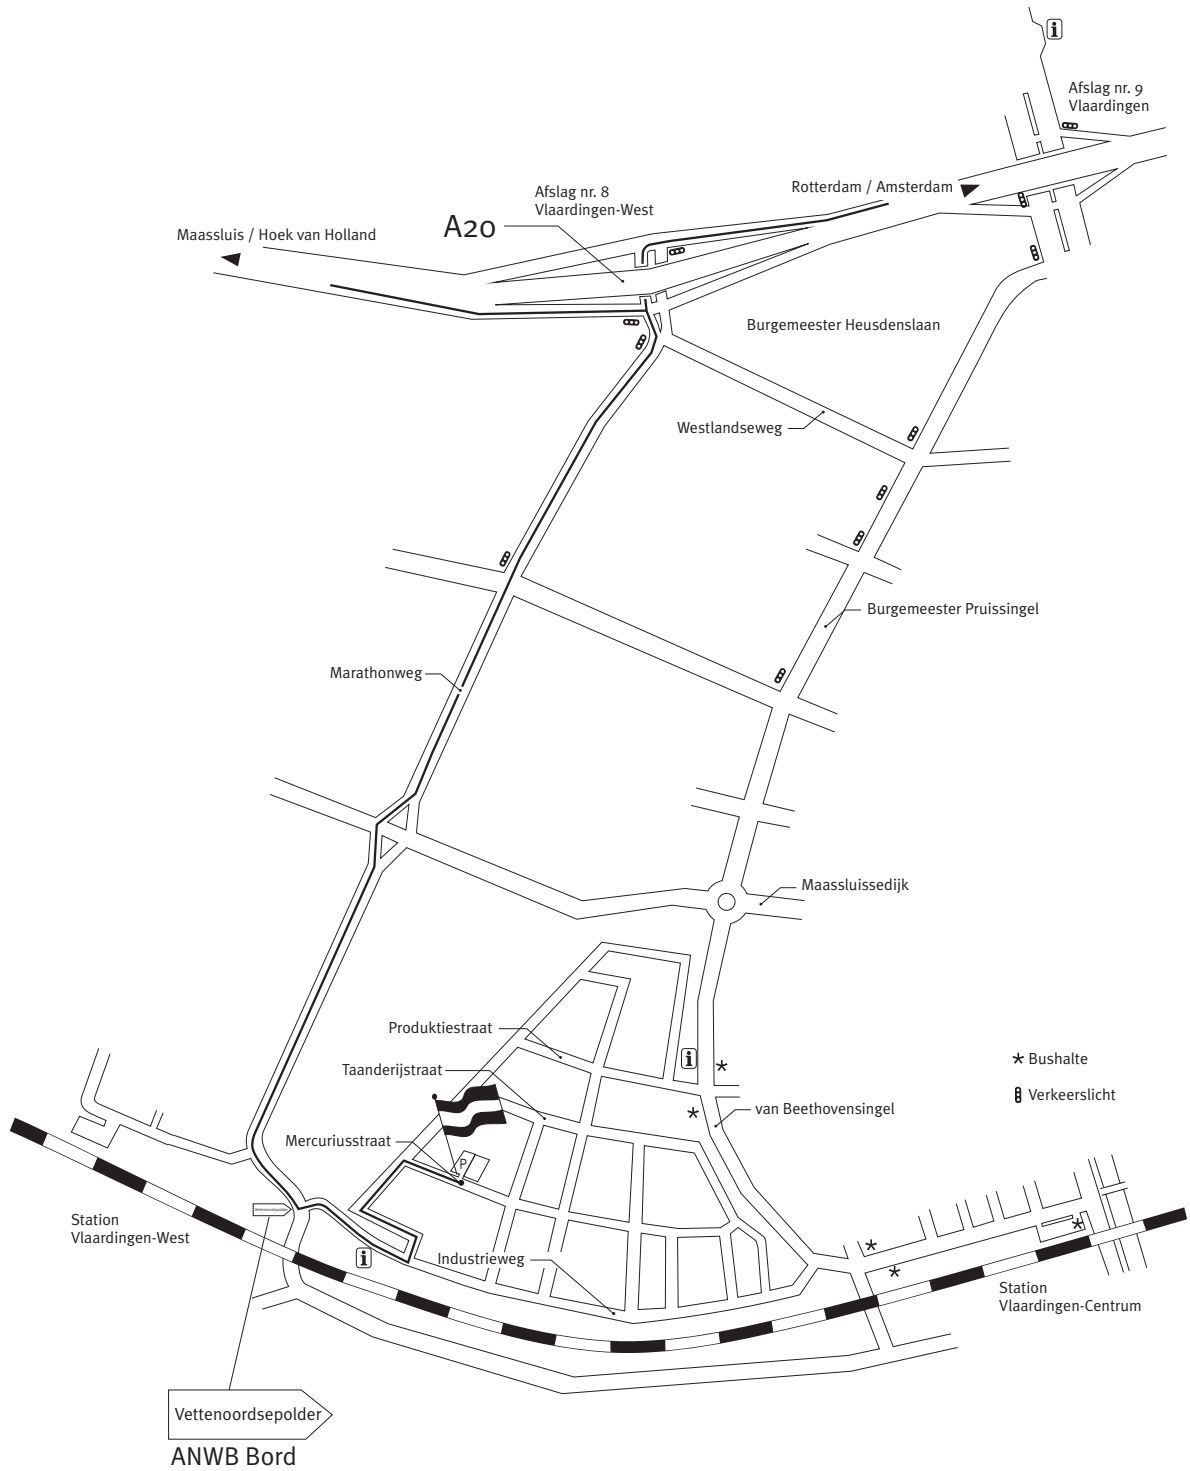 i
Afslag nr. 9
Vlaardingen
Rotterdam / Amsterdam
Afslag nr. 8
Vlaardingen-West
A20
Maassluis / Hoek van Holland
Burgemeester Heusdenslaan
Westlandseweg
Burgemeester Pruissingel
Marathonweg
Maassluissedijk
Produktiestraat
i
Bushalte
Taanderijstraat
Verkeerslicht
van Beethovensingel
Mercuriusstraat
P
Vettenoordsepolder
Station
Vlaardingen-West
i
Industrieweg
Station
Vlaardingen-Centrum
Vettenoordsepolder
ANWB Bord